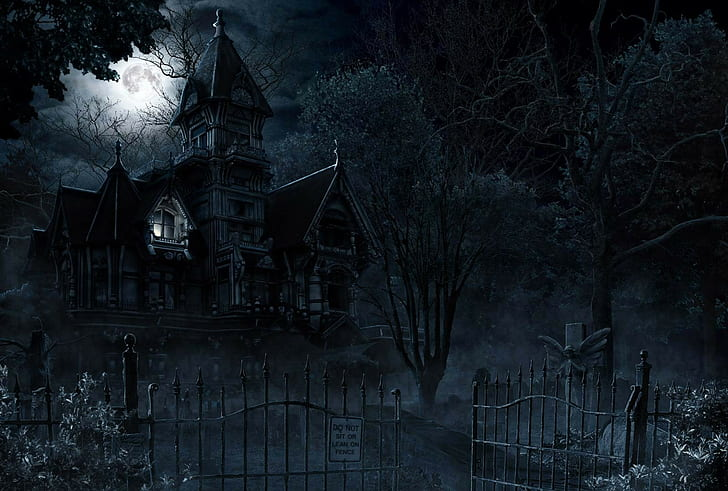 DO NOT
SIT OR
LEAN ON
FENCE